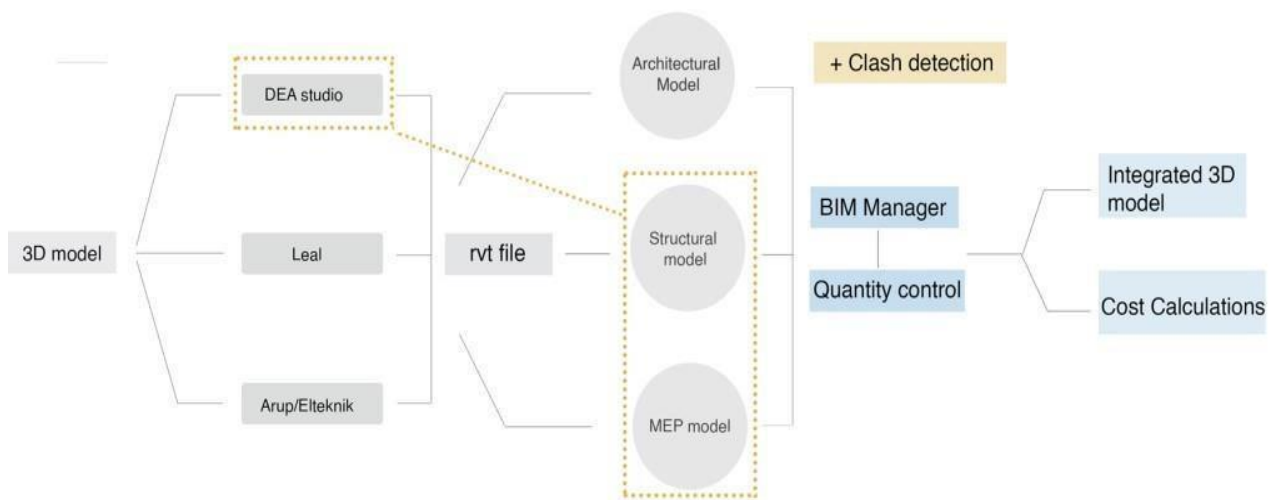 3D model
DEA studio
Leal
Arup/Elteknik
rvt file
Architectural
Model
Structural
model
MEP model
+ Clash detection
BIM Manager
Quantity control
Integrated 3D
model
Cost Calculations